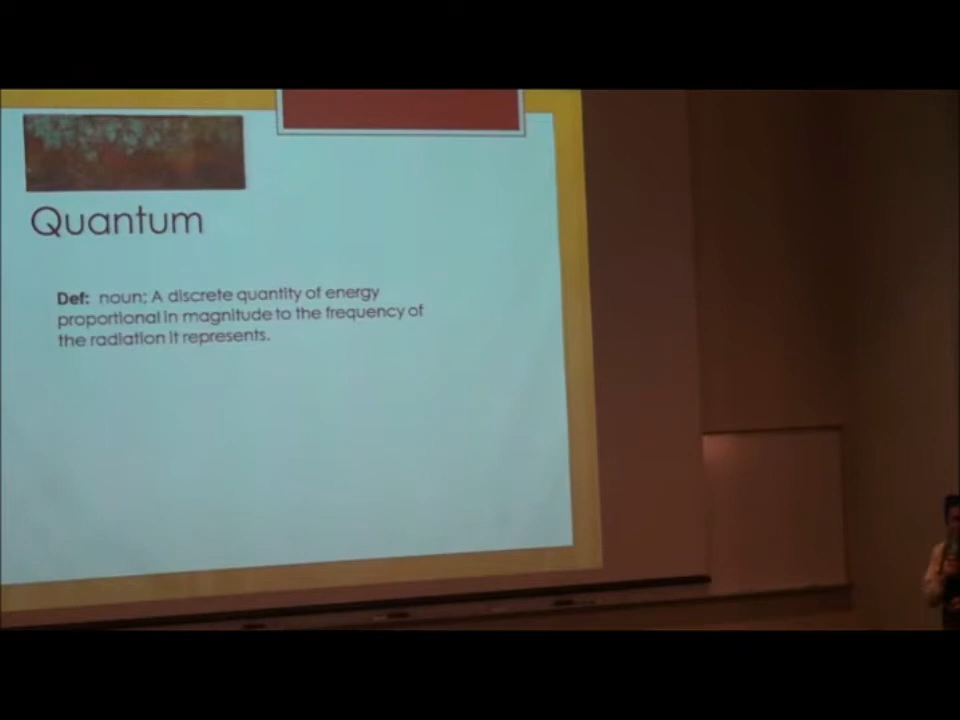 Quantum
Def: noun; A discrete quantity of energy
proportional in magnitude to the frequency of
the radiation it represents.